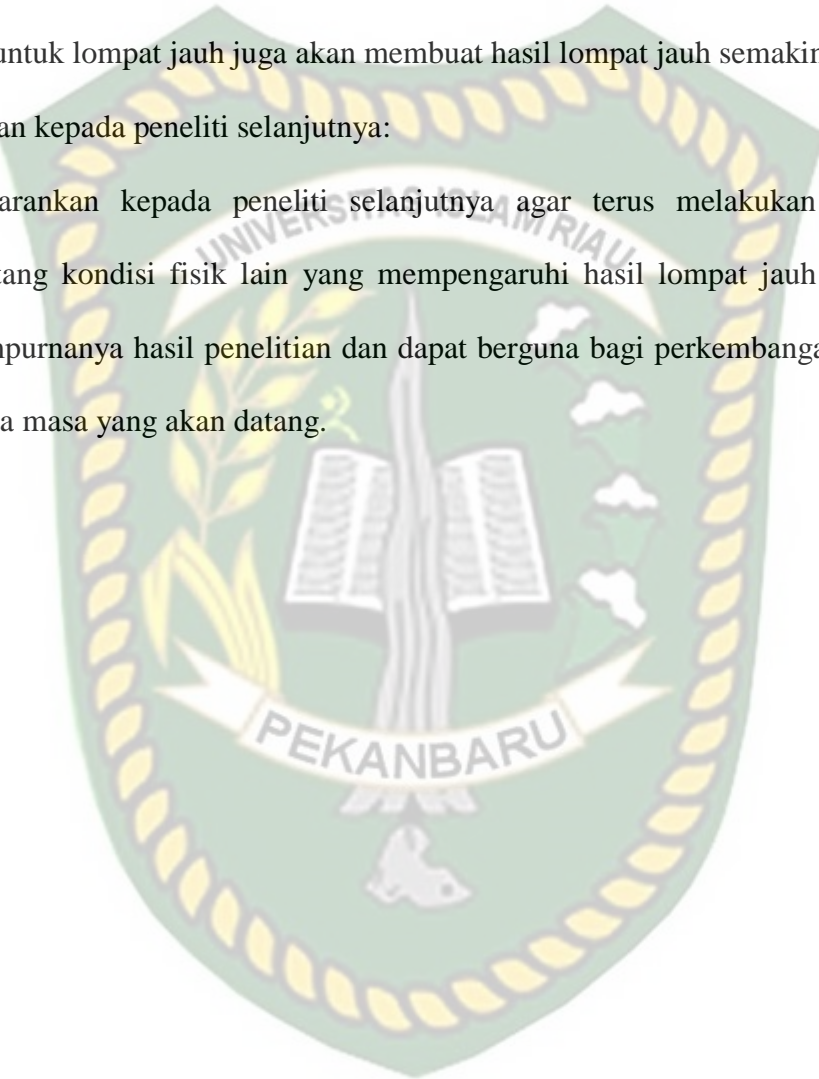 untuk lompat jauh juga akan membuat hasil lompat jauh semakin
an kepada peneliti selanjutnya:
arankan kepada peneliti selanjutnya agar terus melakukan
UNIVERSITAS ISLAM RIAU
tang kondisi fisik lain yang mempengaruhi hasil lompat jauh
npurnanya hasil penelitian dan dapat berguna bagi perkembanga
a masa yang akan datang.
PEKANBARU